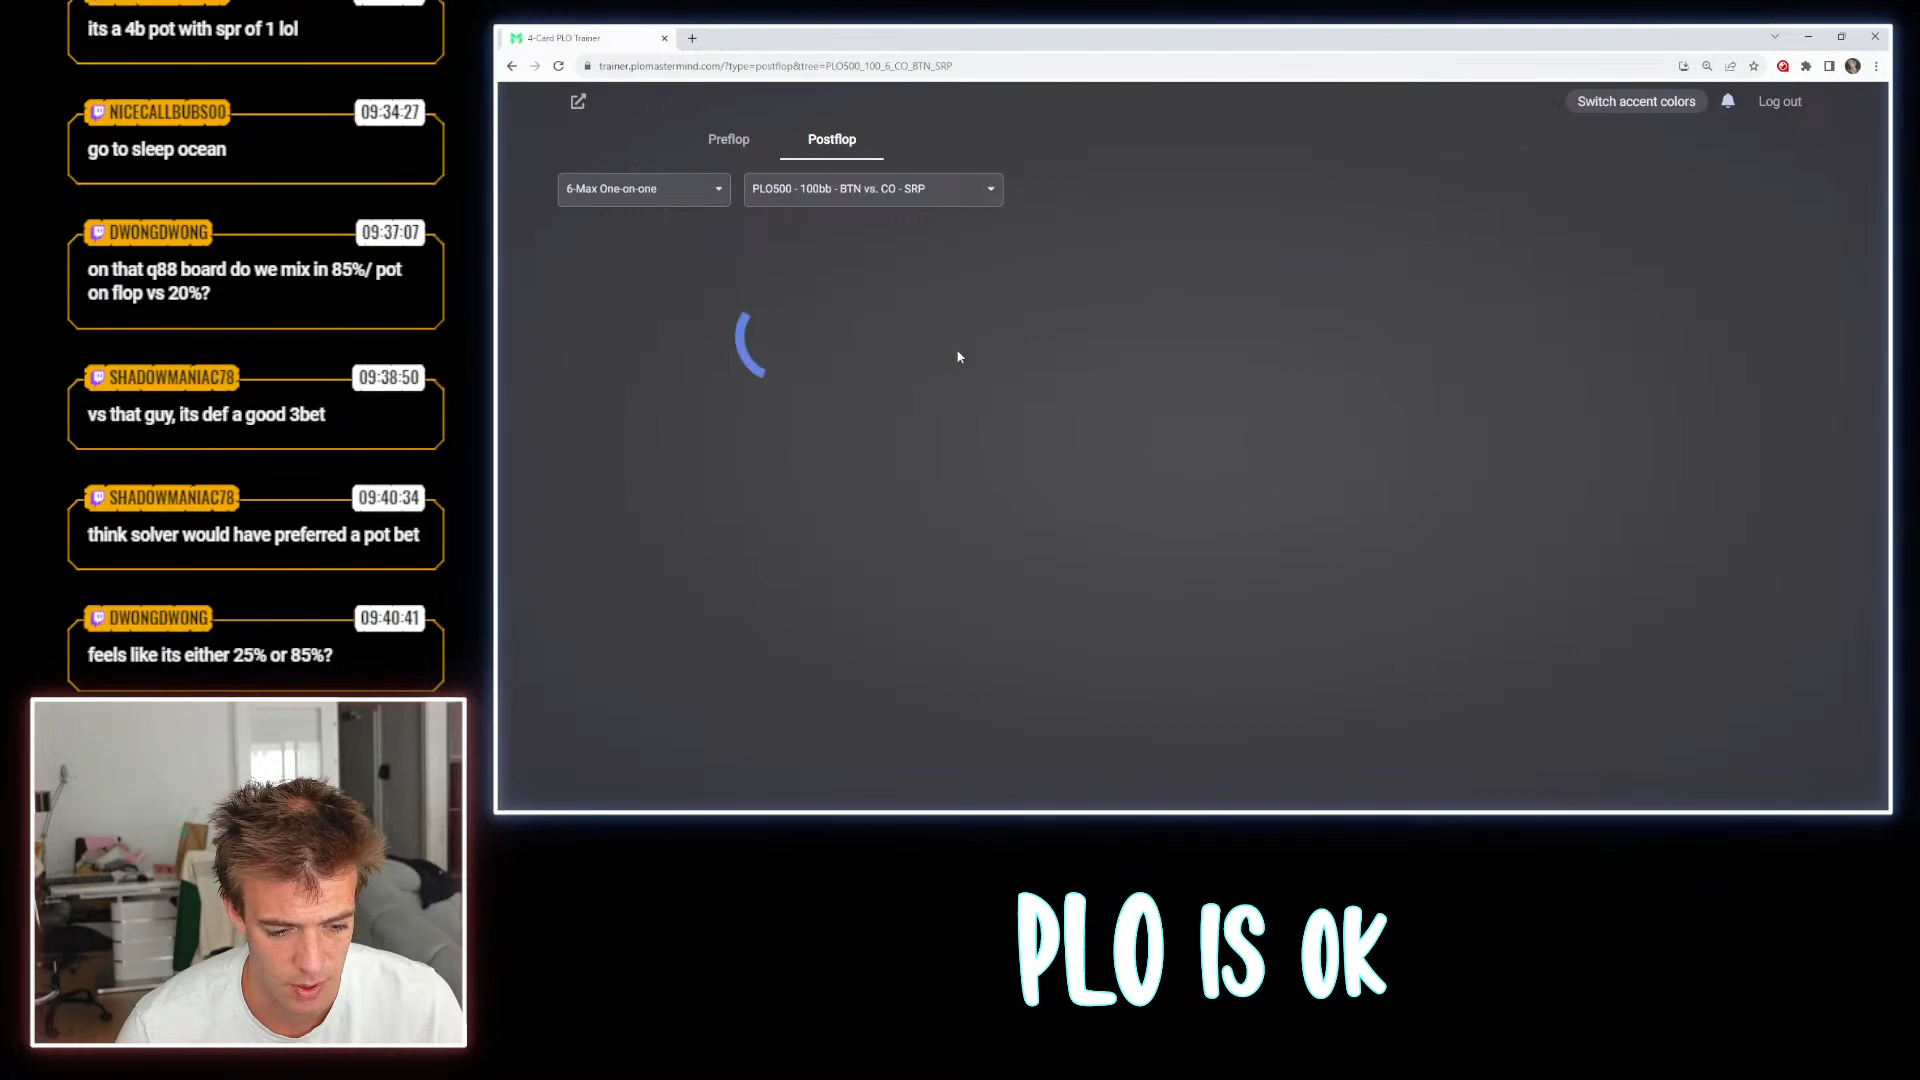 its a 4b pot with spr of 1 lol
NICECALLBUBS00
09:34:27
go to sleep ocean
DWONGDWONG
09:37:07
on that q88 board do we mix in 85%/ pot
on flop vs 20%?
SHADOWMANIAC78
09:38:50
vs that guy, its def a good 3bet
SHADOWMANIAC78
09:40:34
think solver would have preferred a pot bet
DWONGDWONG
09:40:41
feels like its either 25% or 85%?
4-Card PLO Trainer
trainer.plomastermind.com/?type=postflop&tree=PLO500_100_6_CO_BTN_SRP
Switch accent colors
Log out
Preflop
Postflop
6-Max One-on-one
PLO500 - 100bb - BTN vs. CO - SRP
PLO IS OK